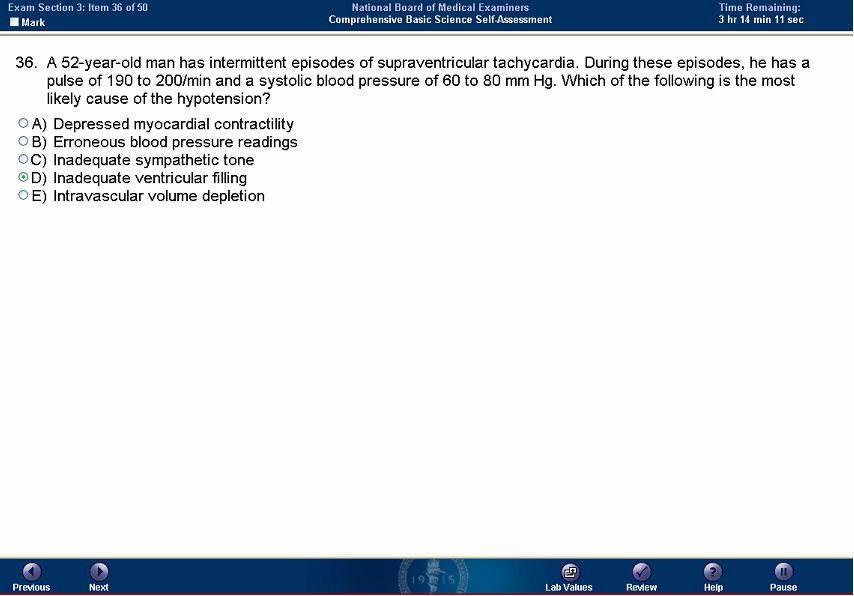 Exam Section 3: Item 36 of 50
National Board of Medical Examiners
Time Remaining:
Mark
Comprehensive Basic Science Self-Assessment
3 hr 14 min 11 sec
36. A 52-year-old man has intermittent episodes of supraventricular tachycardia. During these episodes, he has a
pulse of 190 to 200/min and a systolic blood pressure of 60 to 80 mm Hg. Which of the following is the most
likely cause of the hypotension?
A) Depressed myocardial contractility
B) Erroneous blood pressure readings
C) Inadequate sympathetic tone
D) Inadequate ventricular filling
E) Intravascular volume depletion
1915
Previous
Next
Lab Values
Review
Help
Pause